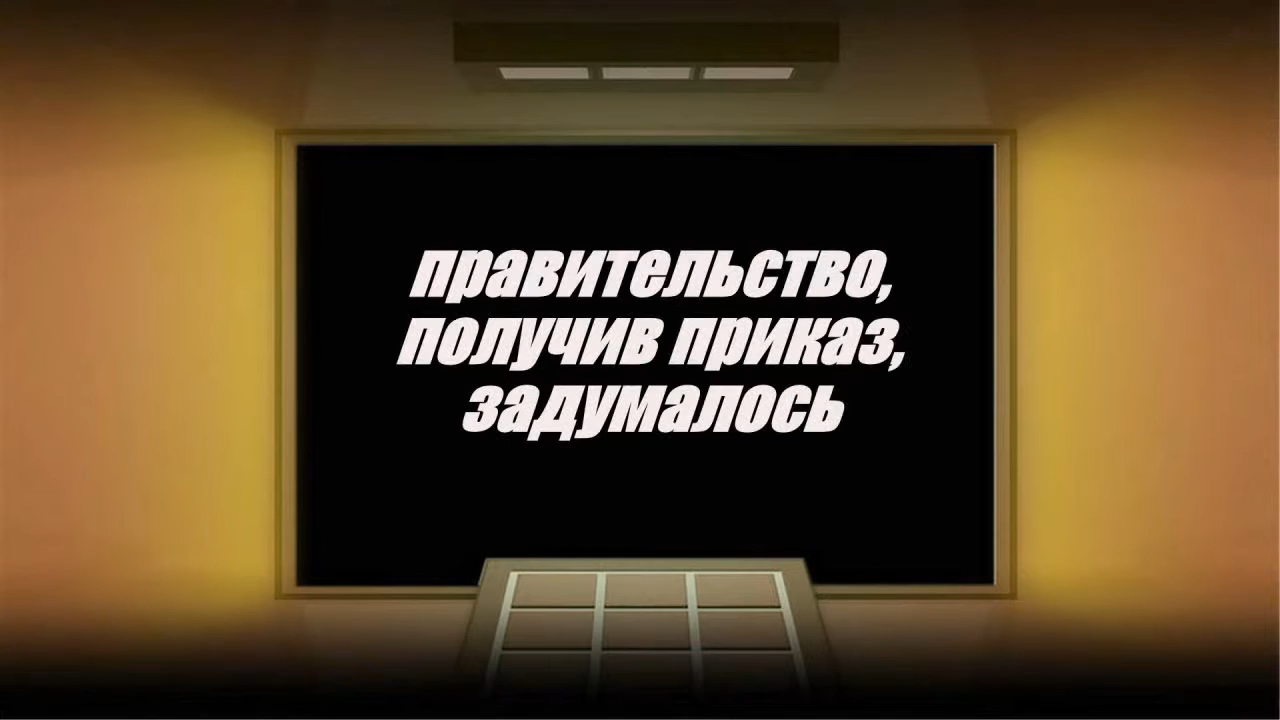 правительство,
получив приказ,
задумалось